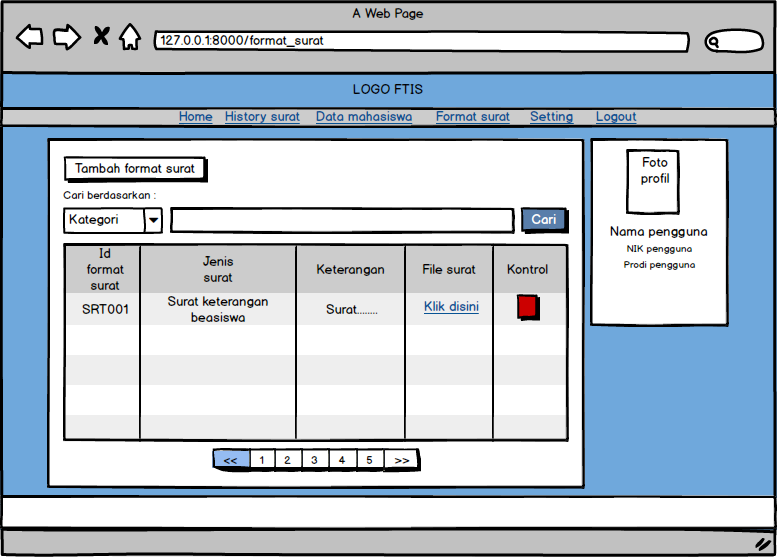 A Web Page
127.0.0.1:8000/format_surat
LOGO FTIS
Home History surat Data mahasiswa Format surat Setting Logout
Tambah format surat
Cari berdasarkan :
Kategori
Cari
Id
format
surat
Jenis
surat
Keterangan
File surat
Kontrol
SRT001
Surat keterangan
beasiswa
Surat........
Klik disini
<< 1 2 3 4 5 >>
Foto
profil
Nama pengguna
NIK pengguna
Prodi pengguna